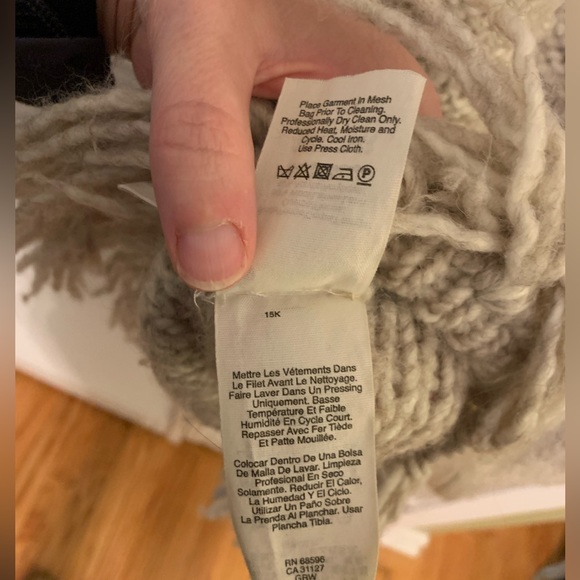 Place Garment In Mesh
Bag Prior To Cleaning.
Professionally Dry Clean Only.
Reduced Heat, Moisture and
Cycle. Cool Iron.
Use Press Cloth.
P
15K
Mettre Les Vétements Dans
Le Filet Avant Le Nettoyage.
Faire Laver Dans Un Pressing
Uniquement. Basse
Température Et Faible
Humidité En Cycle Court.
Repasser Avec Fer Tiède
Et Patte Mouillée.
Colocar Dentro De Una Bolsa
De Malla De Lavar. Limpieza
Profesional En Seco
Solamente. Reducir El Calor,
La Humedad Y El Ciclo.
Utilizar Un Paño Sobre
La Prenda Al Planchar. Usar
Plancha Tibia.
RN 68596
CA 31127
GRW